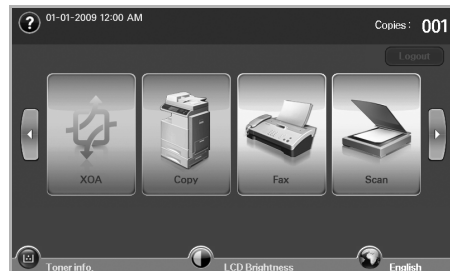 01-01-2009 12:00 AM
Copies : 001
Logout
XOA
Copy
Fax
Scan
Toner info.
LCD Brightness
English